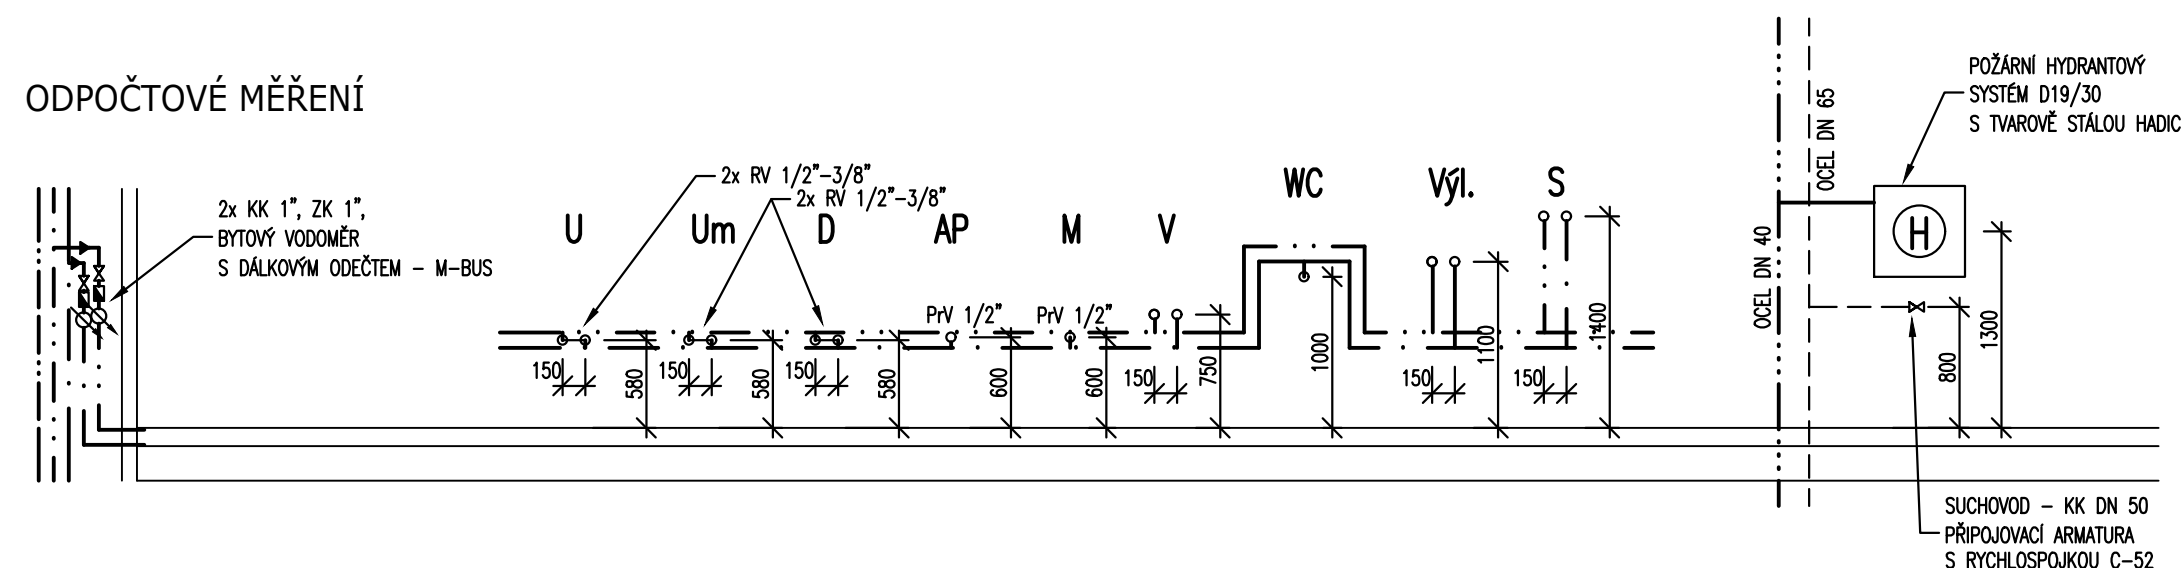 ODPOČTOVÉ MĚŘENÍ
2x KK 1", ZK 1",
BYTOVÝ VODOMĚR
S DÁLKOVÝM ODEČTEM - M-BUS
2x RV 1/2"-3/8"
2x RV 1/2"-3/8"
U
Um
D
AP
M
V
WC
Výl.
S
PrV 1/2"
PrV 1/2"
150
580
150
580
150
580
600
600
150
750
1000
150
1100
150
1400
OCEL DN 40
OCEL DN 65
POŽÁRNÍ HYDRANTOVÝ
SYSTÉM D19/30
S TVAROVĚ STÁLOU HADIC
H
800
1300
SUCHOVOD - KK DN 50
PŘIPOJOVACÍ ARMATURA
S RYCHLOSPOJKOU C-52